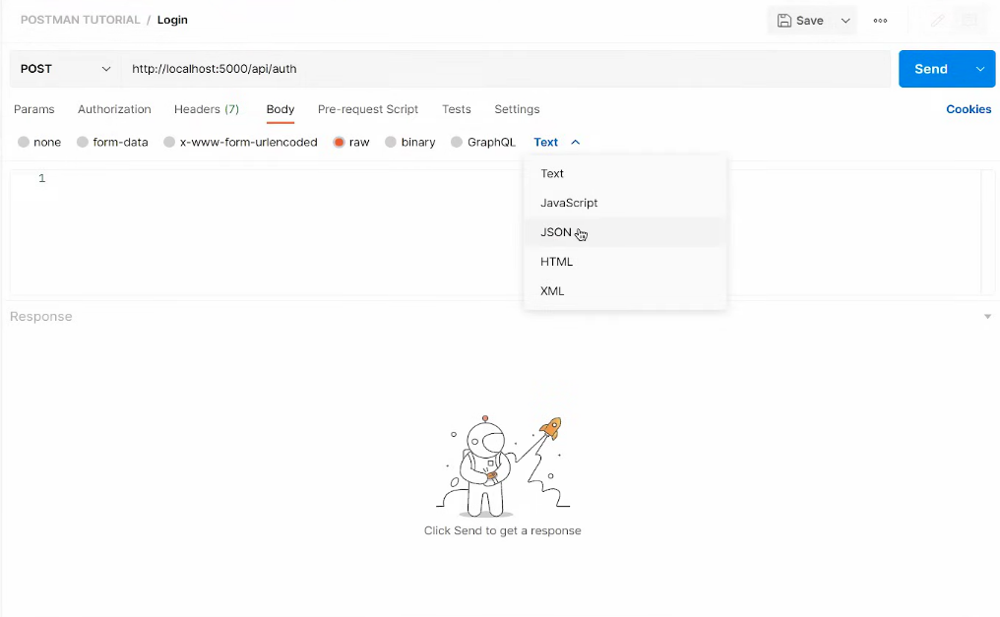 POSTMAN TUTORIAL / Login
Save
POST
http://localhost:5000/api/auth
Send
Params Authorization Headers (7) Body Pre-request Script Tests Settings Cookies
none form-data x-www-form-urlencoded raw binary GraphQL Text
1
Text
JavaScript
JSON
HTML
XML
Response
Click Send to get a response